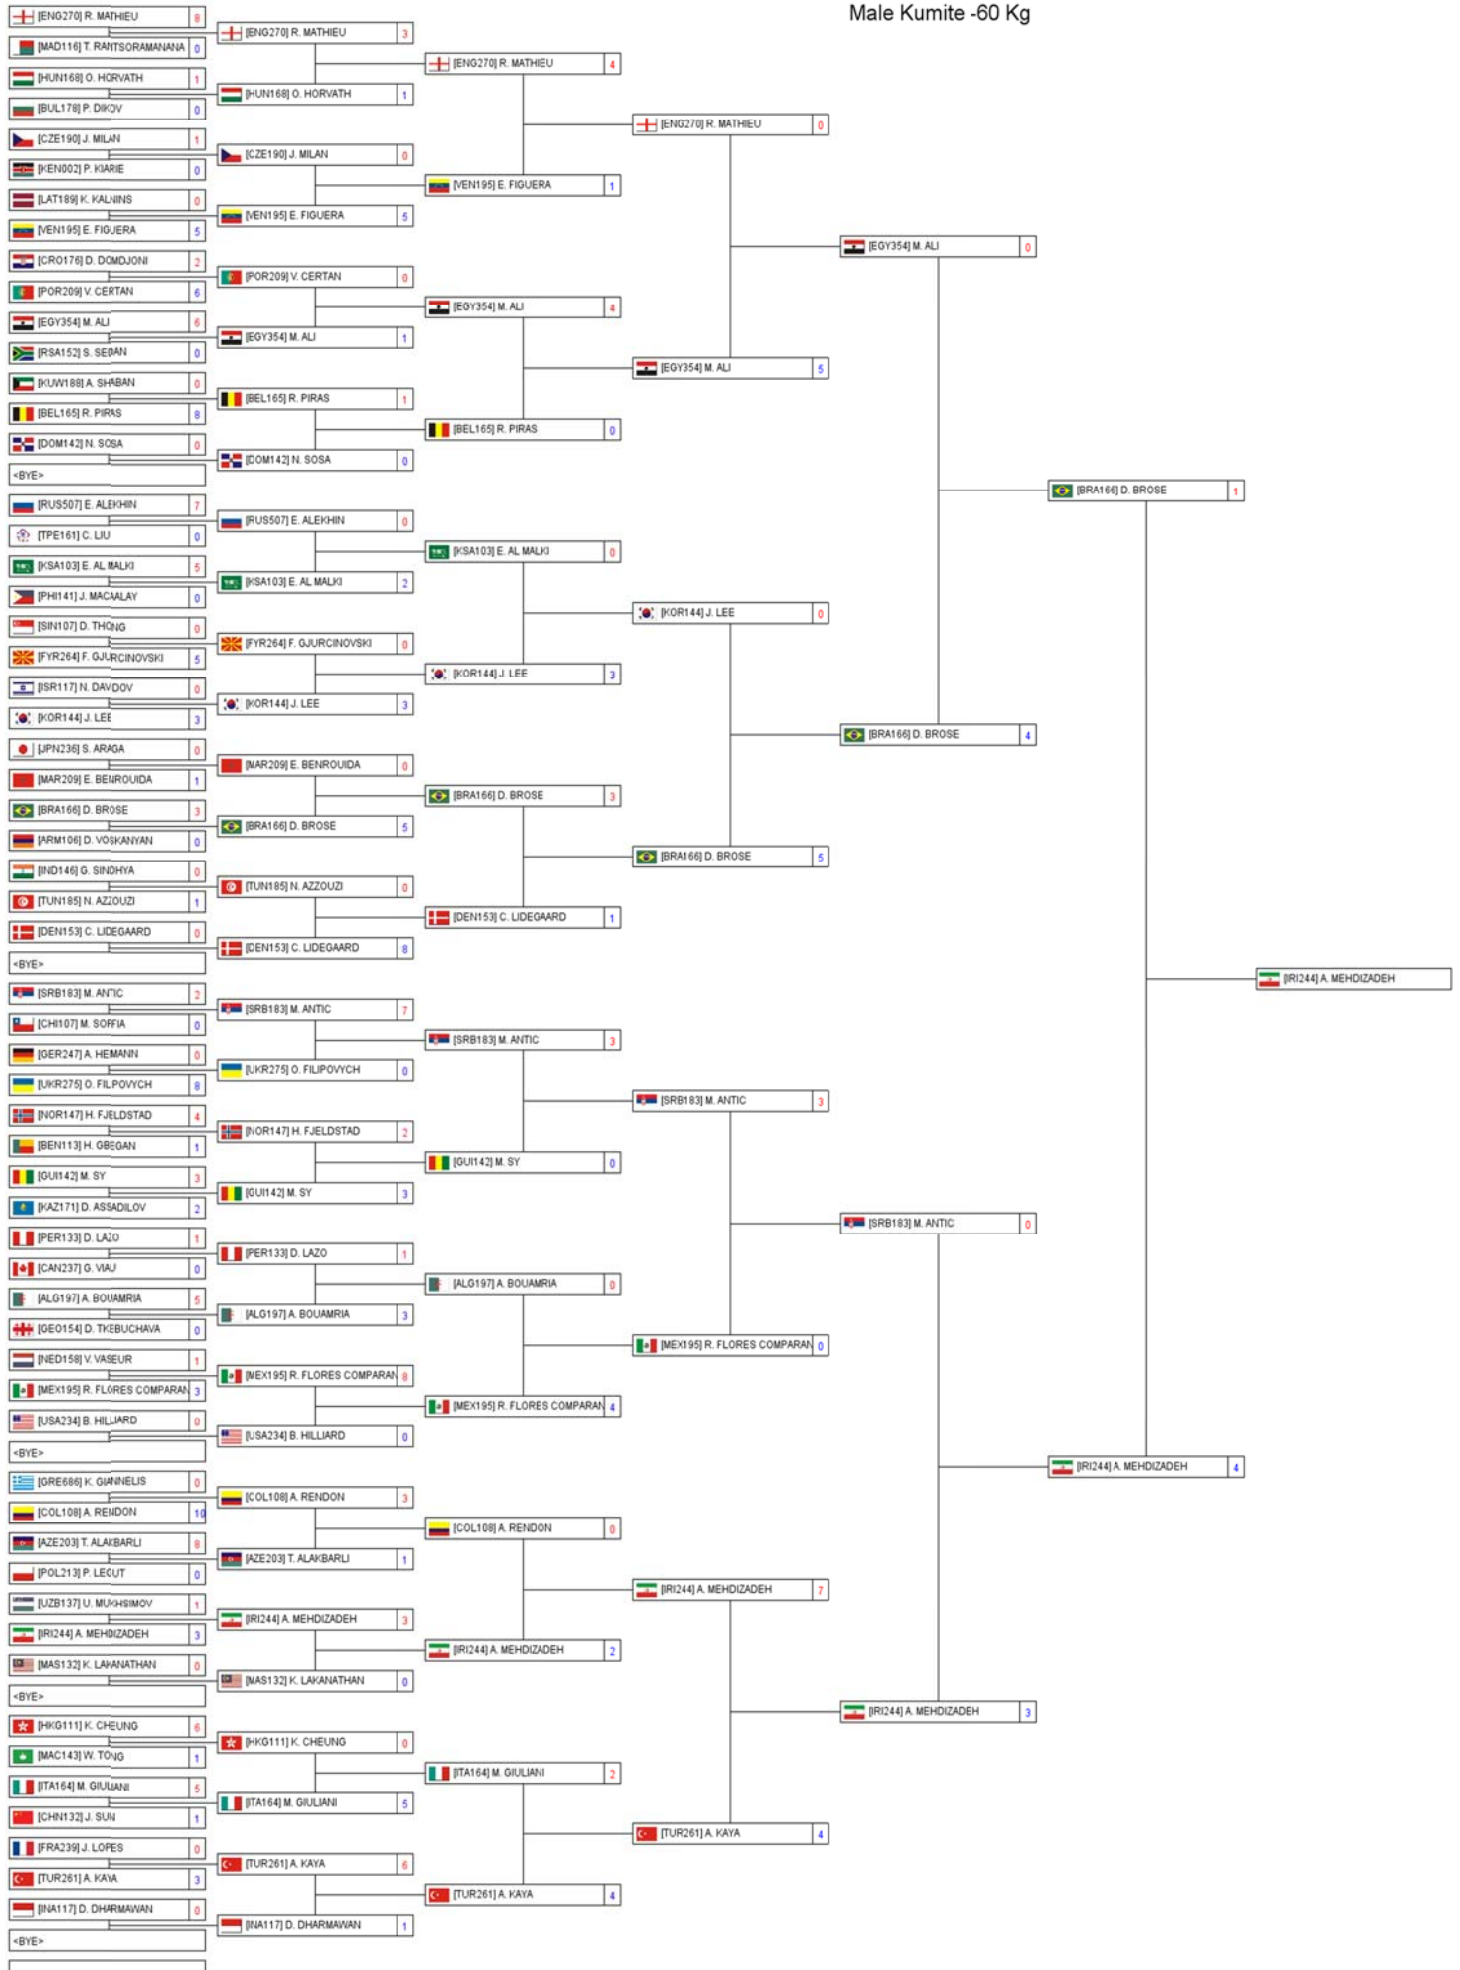 Male Kumite -60 Kg
[ENG270] R. MATHIEU 8
[MAD116] T. RANTSORAMANANA 0
[HUN168] O. HORVATH 1
[BUL178] P. DIKOV 0
[CZE190] J. MILAN 1
[KEN002] P. KIARIE 0
[LAT189] K. KALNINS 0
[VEN195] E. FIGUERA 5
[CRO176] D. DOMDJONI 2
[POR209] V. CERTAN 6
[EGY354] M. ALI 6
[RSA152] S. SEDAN 0
[KUW188] A. SHABAN 0
[BEL165] R. PIRAS 8
[DOM142] N. SOSA 0
<BYE>
[RUS507] E. ALEKHIN 7
[TPE161] C. LIU 0
[KSA103] E. AL MALKI 5
[PHI141] J. MACAALAY 0
[SIN107] D. THONG 0
[FYR264] F. GJURCINOVSKI 5
[ISR117] N. DAVDOV 0
[KOR144] J. LEE 3
[JPN236] S. ARAGA 0
[MAR209] E. BENROUIDA 1
[BRA166] D. BROSE 3
[ARM106] D. VOSKANYAN 0
[IND146] G. SINDHYA 0
[TUN185] N. AZZOUZI 1
[DEN153] C. LIDEGAARD 0
<BYE>
[SRB183] M. ANTIC 2
[CHI107] M. SOFFIA 0
[GER247] A. HEMANN 0
[UKR275] O. FILPOVYCH 8
[NOR147] H. FJELDSTAD 4
[BEN113] H. GBEGAN 1
[GUI142] M. SY 3
[KAZ171] D. ASSADILOV 2
[PER133] D. LAZO 1
[CAN237] G. VIAU 0
[ALG197] A. BOUAMRIA 5
[GEO154] D. TKEBUCHAVA 0
[NED158] V. VASEUR 1
[MEX195] R. FLORES COMPARAN 3
[USA234] B. HILLIARD 0
<BYE>
[GRE686] K. GIANNELIS 0
[COL108] A. RENDON 10
[AZE203] T. ALAKBARLI 8
[POL213] P. LECUT 0
[UZB137] U. MUKHSIMOV 1
[IRI244] A. MEHDIZADEH 3
[MAS132] K. LAKANATHAN 0
<BYE>
[HKG111] K. CHEUNG 6
[MAC143] W. TONG 1
[ITA164] M. GIULIANI 5
[CHN132] J. SUN 1
[FRA239] J. LOPES 0
[TUR261] A. KAYA 3
[INA117] D. DHARMAWAN 0
<BYE>
[ENG270] R. MATHIEU 3
[HUN168] O. HORVATH 1
[CZE190] J. MILAN 0
[VEN195] E. FIGUERA 5
[POR209] V. CERTAN 0
[EGY354] M. ALI 1
[BEL165] R. PIRAS 1
[DOM142] N. SOSA 0
[RUS507] E. ALEKHIN 0
[KSA103] E. AL MALKI 2
[FYR264] F. GJURCINOVSKI 0
[KOR144] J. LEE 3
[MAR209] E. BENROUIDA 0
[BRA166] D. BROSE 5
[TUN185] N. AZZOUZI 0
[DEN153] C. LIDEGAARD 8
[SRB183] M. ANTIC 7
[UKR275] O. FILIPOVYCH 0
[NOR147] H. FJELDSTAD 2
[GUI142] M. SY 3
[PER133] D. LAZO 1
[ALG197] A. BOUAMRIA 3
[MEX195] R. FLORES COMPARAN 8
[USA234] B. HILLIARD 0
[COL108] A. RENDON 3
[AZE203] T. ALAKBARLI 1
[IRI244] A. MEHDIZADEH 3
[MAS132] K. LAKANATHAN 0
[HKG111] K. CHEUNG 0
[ITA164] M. GIULIANI 5
[TUR261] A. KAYA 6
[INA117] D. DHARMAWAN 1
[ENG270] R. MATHIEU 4
[VEN195] E. FIGUERA 1
[EGY354] M. ALI 4
[BEL165] R. PIRAS 0
[KSA103] E. AL MALKI 0
[KOR144] J. LEE 3
[BRA166] D. BROSE 3
[DEN153] C. LIDEGAARD 1
[SRB183] M. ANTIC 3
[GUI142] M. SY 0
[ALG197] A. BOUAMRIA 0
[MEX195] R. FLORES COMPARAN 4
[COL108] A. RENDON 0
[IRI244] A. MEHDIZADEH 2
[ITA164] M. GIULIANI 2
[TUR261] A. KAYA 4
[ENG270] R. MATHIEU 0
[EGY354] M. ALI 5
[KOR144] J. LEE 0
[BRA166] D. BROSE 5
[SRB183] M. ANTIC 3
[MEX195] R. FLORES COMPARAN 0
[IRI244] A. MEHDIZADEH 7
[TUR261] A. KAYA 4
[EGY354] M. ALI 0
[BRA166] D. BROSE 4
[SRB183] M. ANTIC 0
[IRI244] A. MEHDIZADEH 3
[BRA166] D. BROSE 1
[IRI244] A. MEHDIZADEH 4
[IRI244] A. MEHDIZADEH